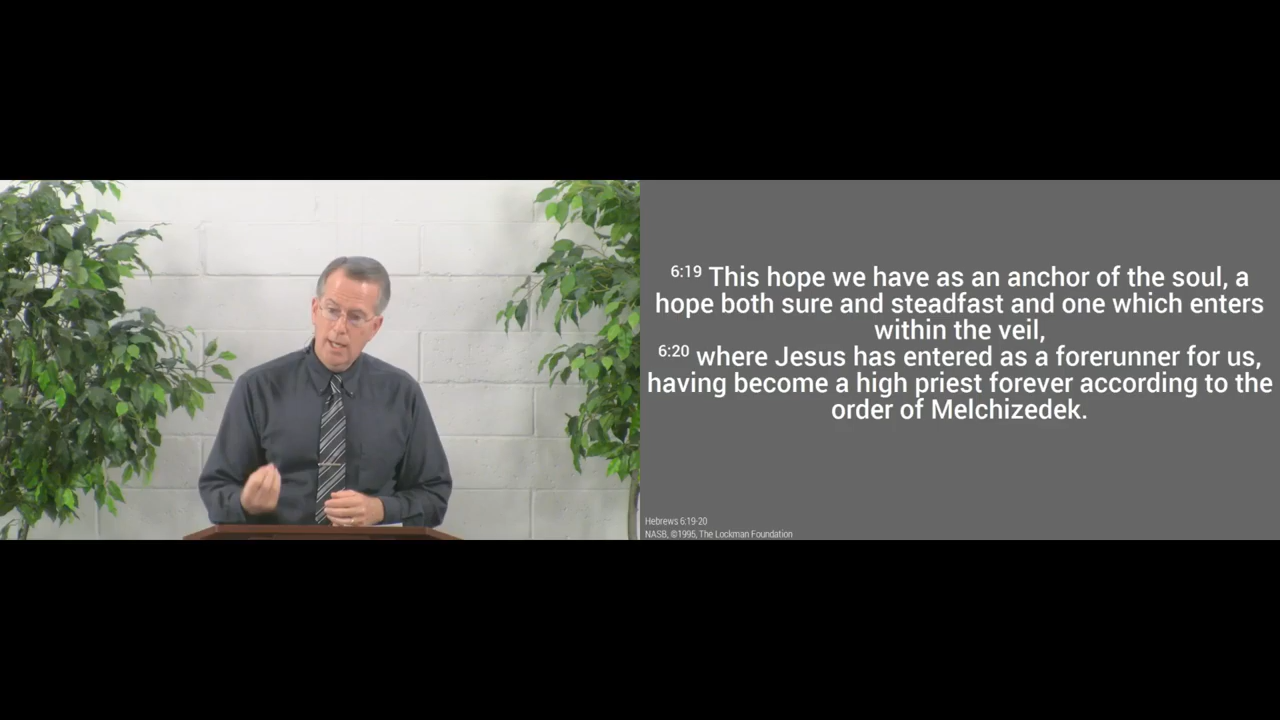 6:19 This hope we have as an anchor of the soul, a
hope both sure and steadfast and one which enters
within the veil,
6:20 where Jesus has entered as a forerunner for us,
having become a high priest forever according to the
order of Melchizedek.
Hebrews 6:19-20
NASB, ©1995, The Lockman Foundation